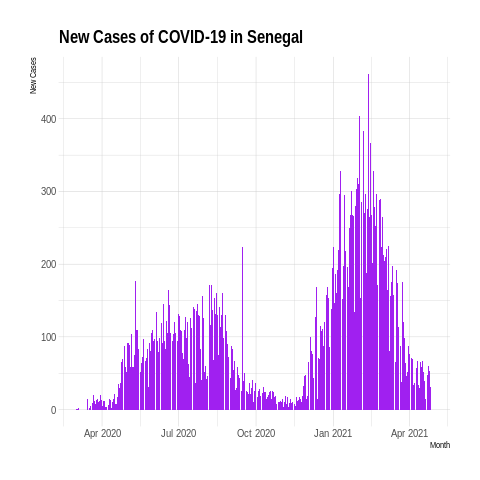 New Cases of COVID-19 in Senegal
New Cases
400
300
200
100
0
Apr 2020 Jul 2020 Oct 2020 Jan 2021 Apr 2021
Month